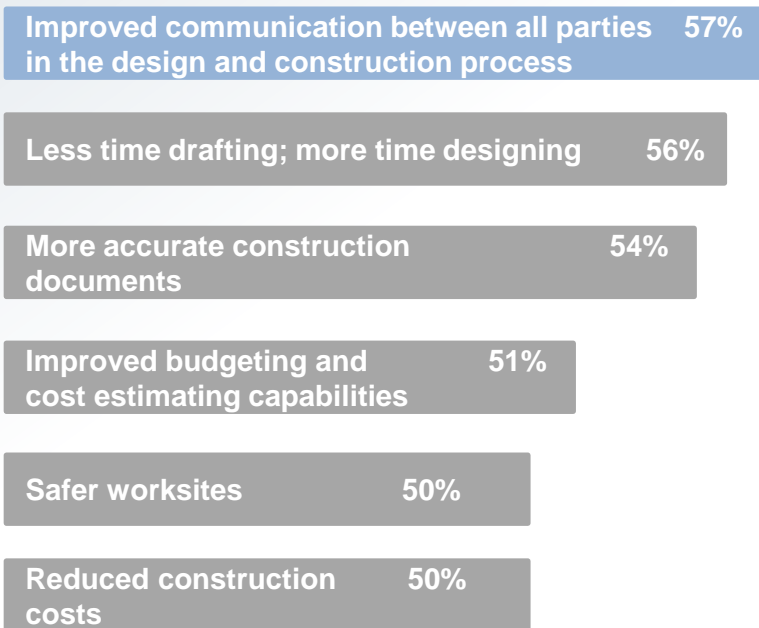 Improved communication between all parties 57%
in the design and construction process
Less time drafting; more time designing 56%
More accurate construction 54%
documents
Improved budgeting and 51%
cost estimating capabilities
Safer worksites 50%
Reduced construction 50%
costs